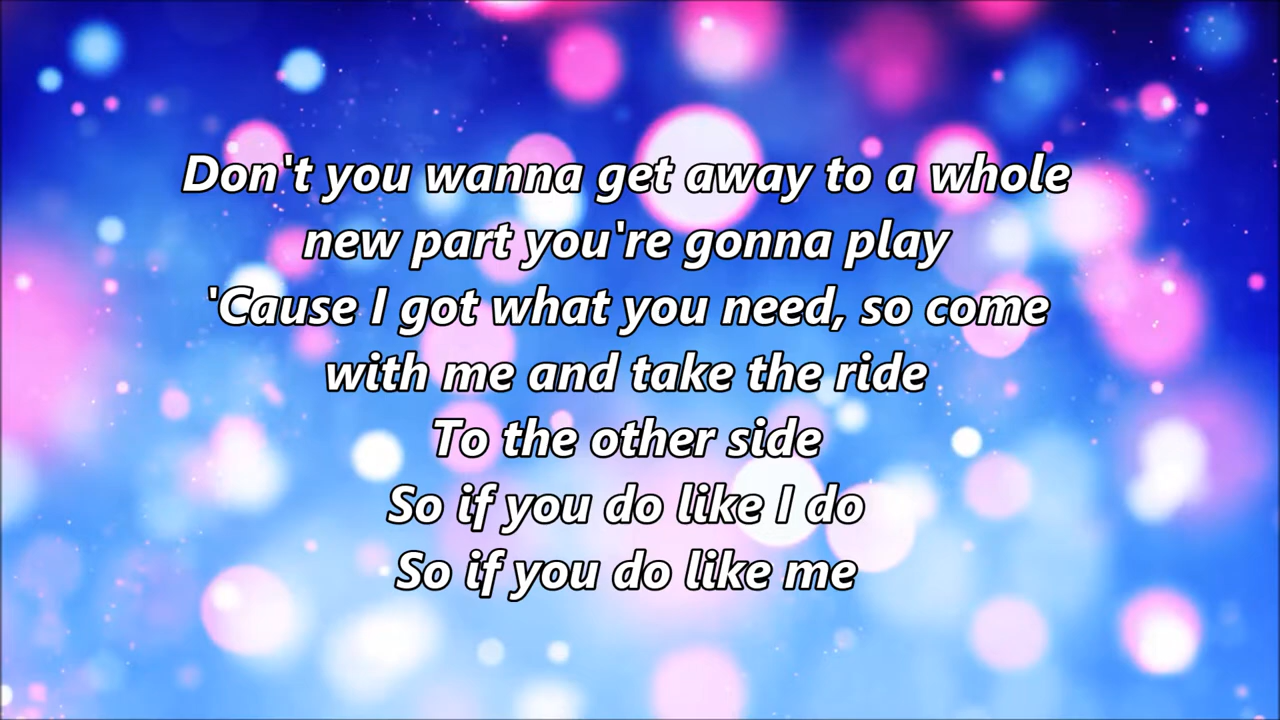 Don't you wanna get away to a whole
new part you're gonna play
'Cause I got what you need, so come
with me and take the ride
To the other side
So if you do like I do
So if you do like me